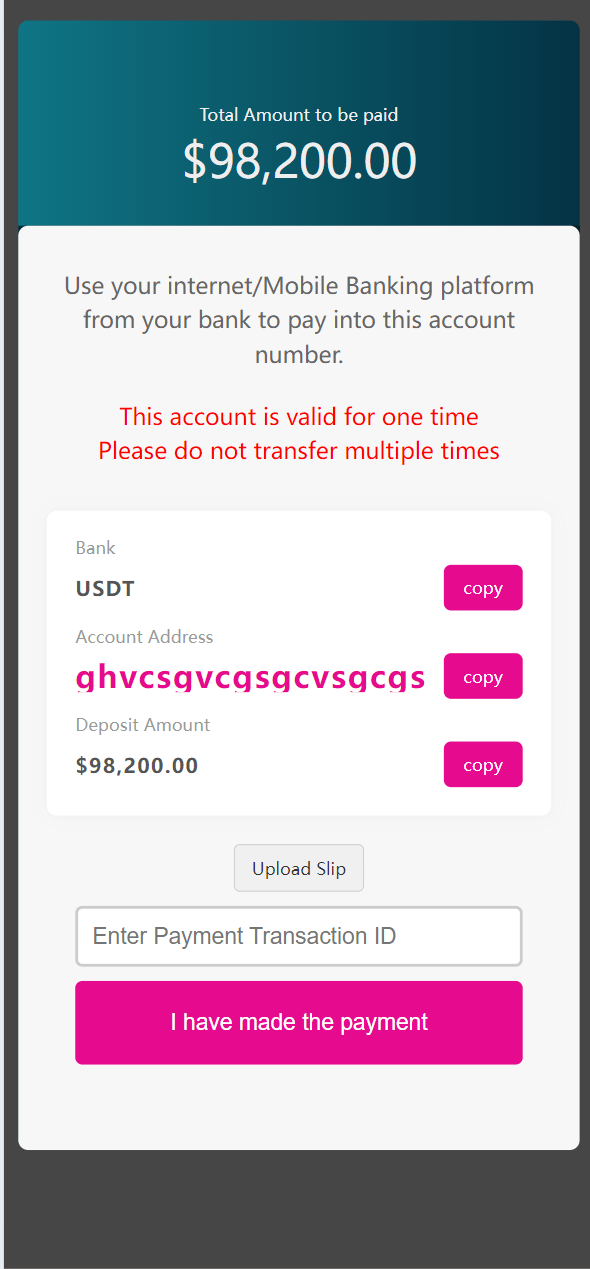 Total Amount to be paid
$98,200.00
Use your internet/Mobile Banking platform
from your bank to pay into this account
number.
This account is valid for one time
Please do not transfer multiple times
Bank
USDT
copy
Account Address
ghvcsgvcgsgcvsgcgs
copy
Deposit Amount
$98,200.00
copy
Upload Slip
Enter Payment Transaction ID
I have made the payment